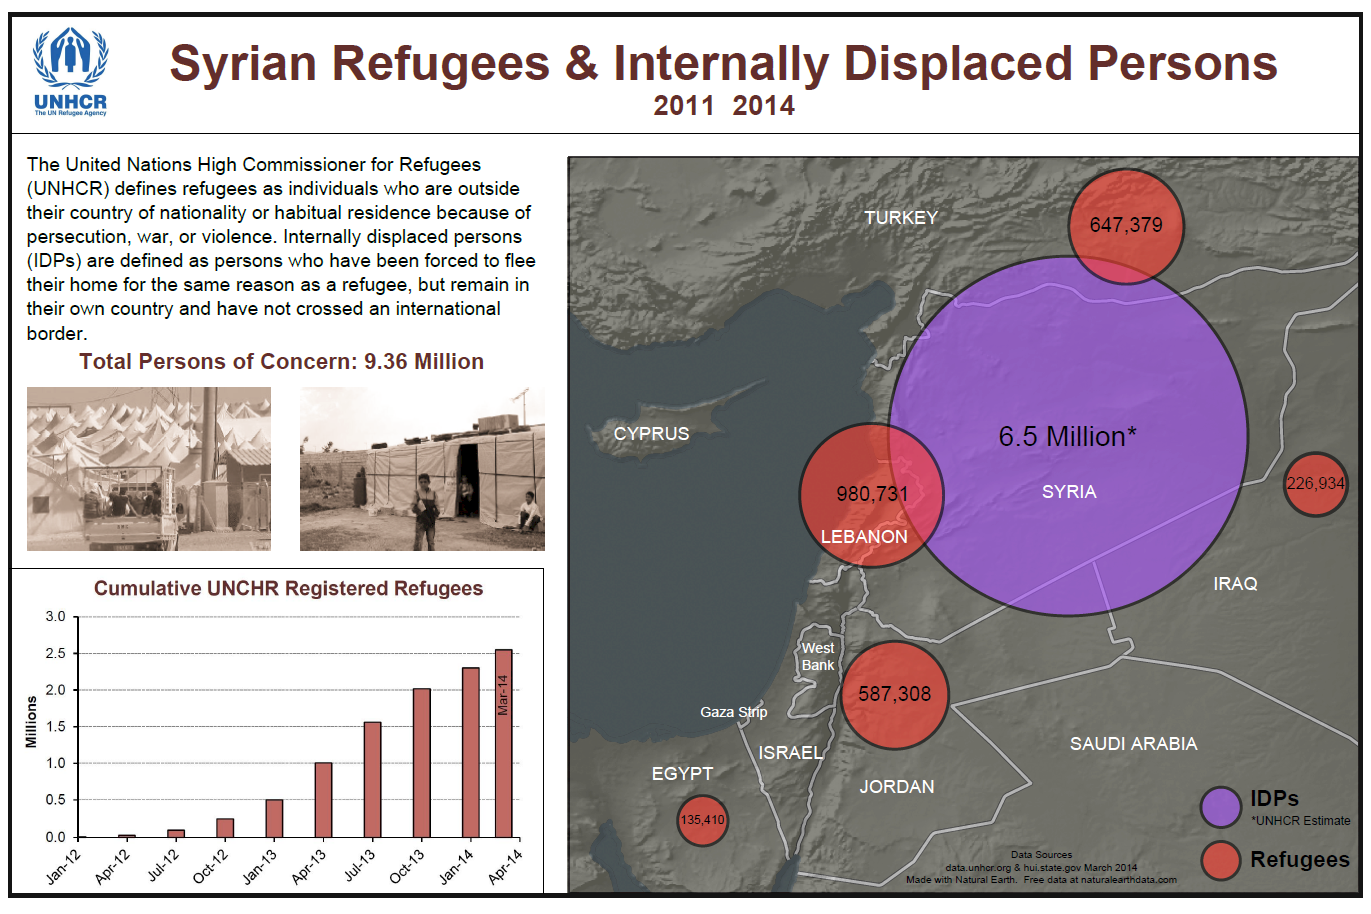 UNHCR
The UN Refugee Agency
Syrian Refugees & Internally Displaced Persons
2011 2014
The United Nations High Commissioner for Refugees
(UNHCR) defines refugees as individuals who are outside
their country of nationality or habitual residence because of
persecution, war, or violence. Internally displaced persons
(IDPs) are defined as persons who have been forced to flee
their home for the same reason as a refugee, but remain in
their own country and have not crossed an international
border.
Total Persons of Concern: 9.36 Million
Cumulative UNCHR Registered Refugees
Millions
3.0
2.5
2.0
1.5
1.0
0.5
0.0
Mar-14
Jan-12
Apr-12
Jul-12
Oct-12
Jan-13
Apr-13
Jul-13
Oct-13
Jan-14
Apr-14
TURKEY
647,379
CYPRUS
6.5 Million*
SYRIA
980,731
LEBANON
226,934
IRAQ
West
Bank
587,308
Gaza Strip
ISRAEL
SAUDI ARABIA
EGYPT
JORDAN
135,410
IDPs
*UNHCR Estimate
Refugees
Data Sources
data.unhcr.org & hui.state.gov March 2014
Made with Natural Earth. Free data at naturalearthdata.com